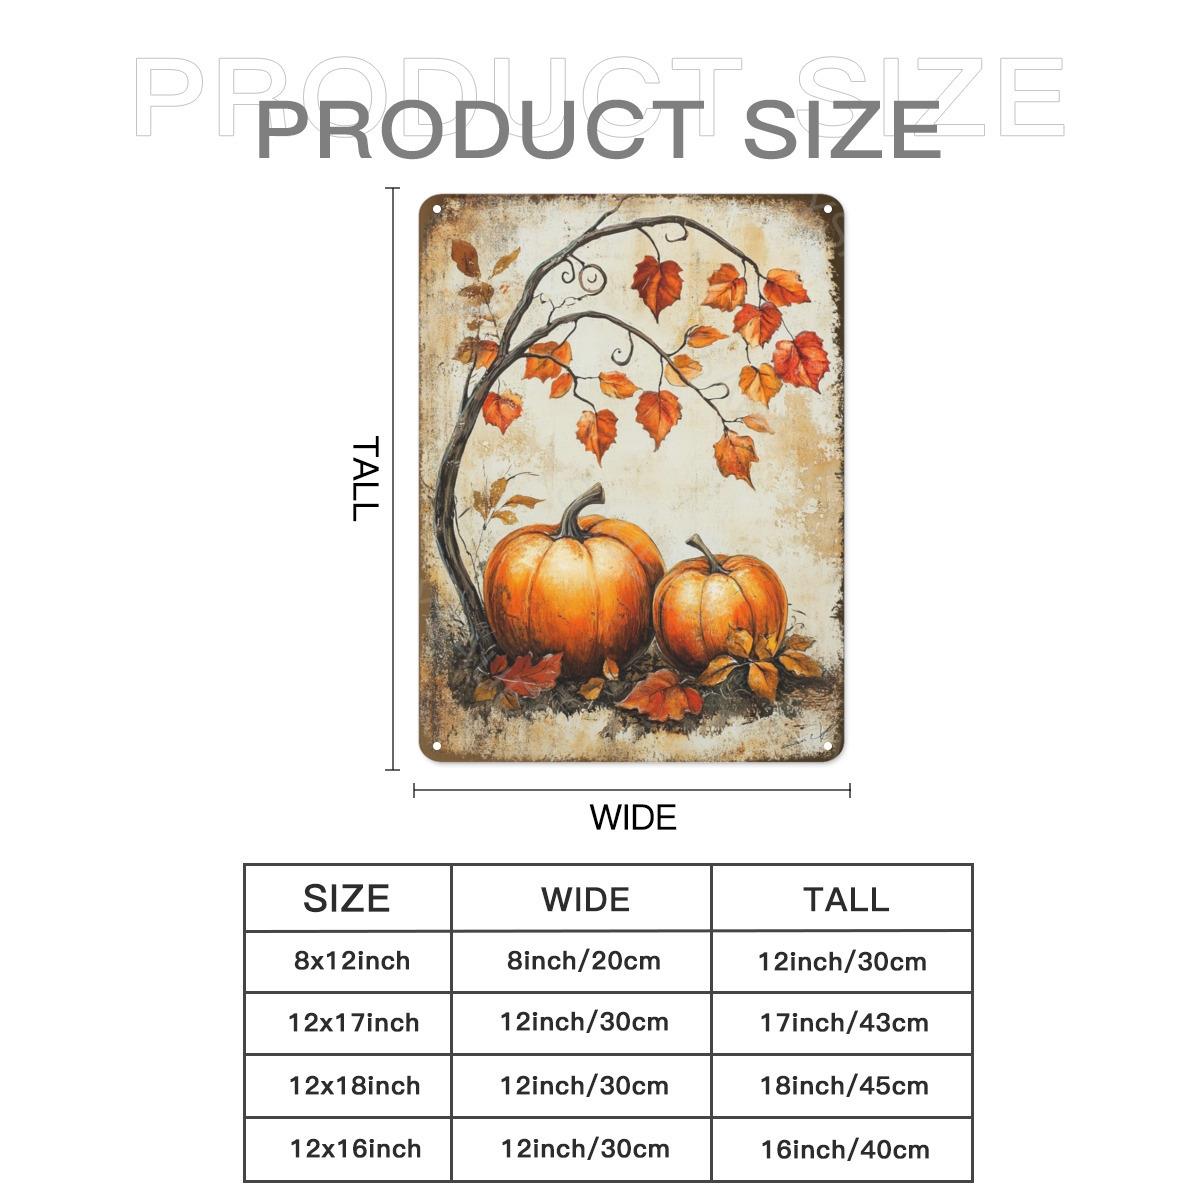 PRODUCT SIZE
PRODUCT SIZE
TALL
WIDE
SIZE WIDE TALL
8x12inch 8inch/20cm 12inch/30cm
12x17inch 12inch/30cm 17inch/43cm
12x18inch 12inch/30cm 18inch/45cm
12x16inch 12inch/30cm 16inch/40cm